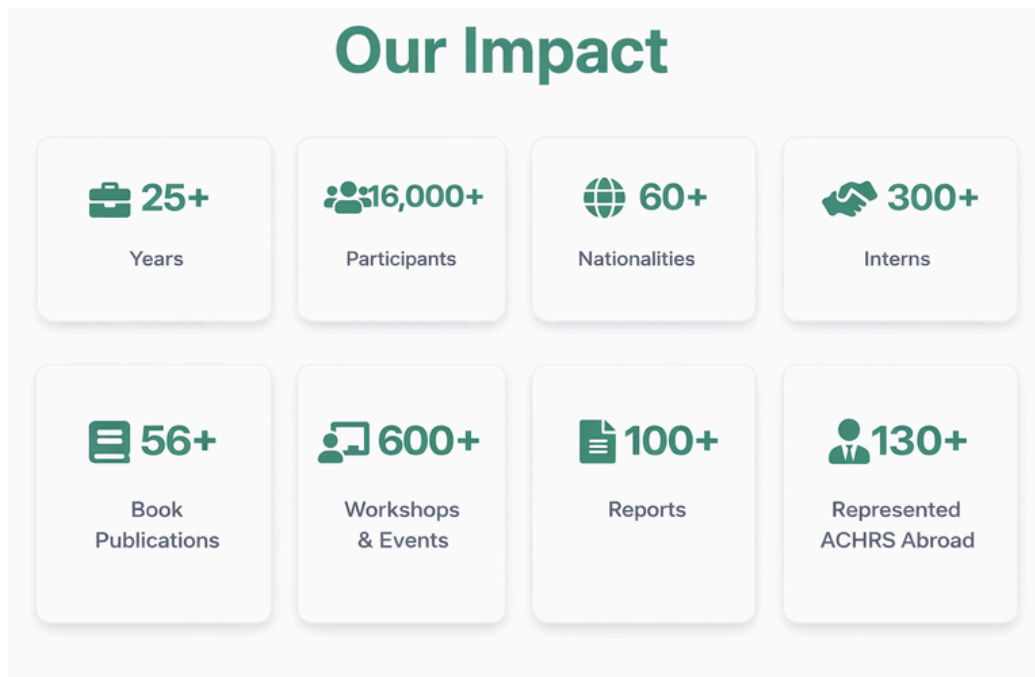 Our Impact
25+
Years
16,000+
Participants
60+
Nationalities
300+
Interns
56+
Book
Publications
600+
Workshops
& Events
100+
Reports
130+
Represented
ACHRS Abroad